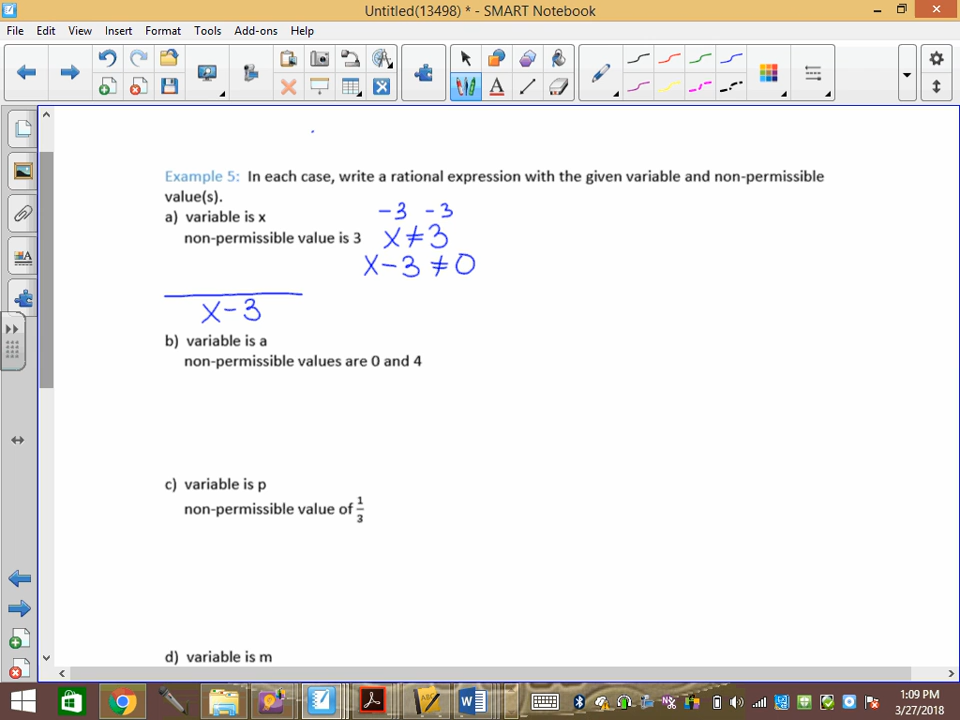 Untitled(13498) * - SMART Notebook
File Edit View Insert Format Tools Add-ons Help
Example 5: In each case, write a rational expression with the given variable and non-permissible
value(s).
a) variable is x
-3 -3
non-permissible value is 3 x ≠ 3
x - 3 ≠ 0
x - 3
b) variable is a
non-permissible values are 0 and 4
c) variable is p
non-permissible value of 1/3
d) variable is m
1:09 PM
3/27/2018